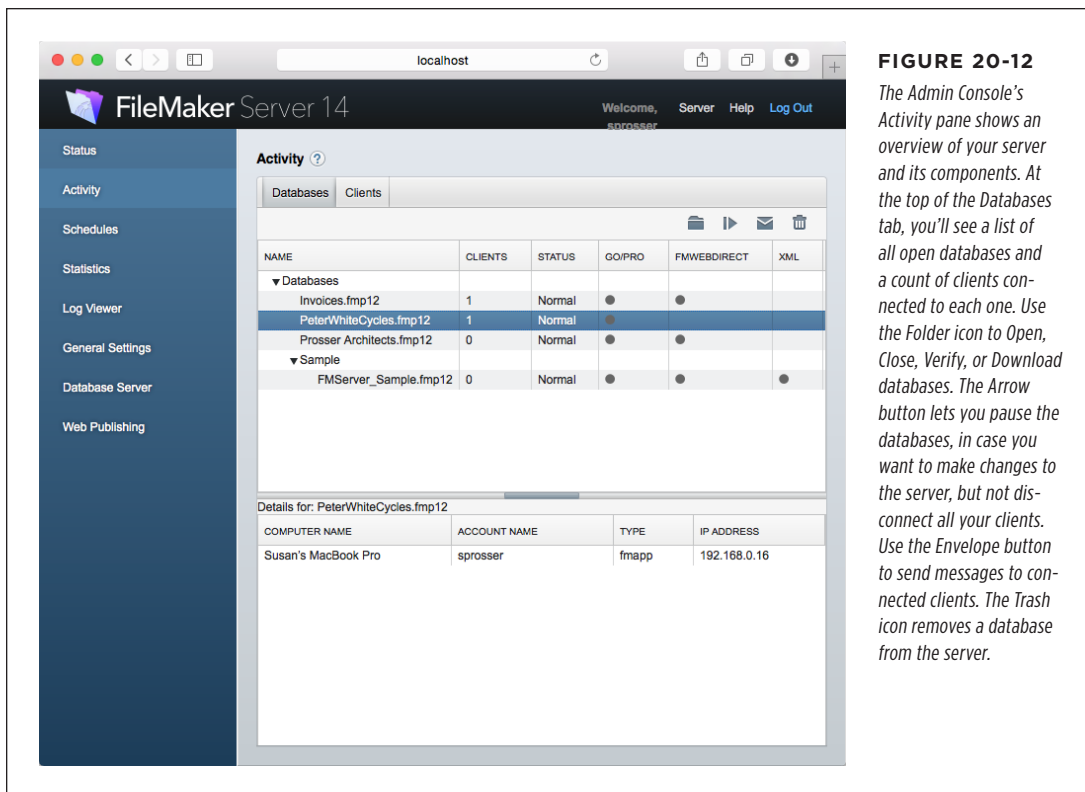 localhost
FileMaker Server 14
Welcome, sprosser
Server Help Log Out
Status
Activity
Schedules
Statistics
Log Viewer
General Settings
Database Server
Web Publishing
Activity ?
Databases Clients
NAME CLIENTS STATUS GO/PRO FMWEBDIRECT XML
Databases
Invoices.fmp12 1 Normal
PeterWhiteCycles.fmp12 1 Normal
Prosser Architects.fmp12 0 Normal
Sample
FMServer_Sample.fmp12 0 Normal
Details for: PeterWhiteCycles.fmp12
COMPUTER NAME ACCOUNT NAME TYPE IP ADDRESS
Susan's MacBook Pro sprosser fmapp 192.168.0.16
FIGURE 20-12
The Admin Console's
Activity pane shows an
overview of your server
and its components. At
the top of the Databases
tab, you'll see a list of
all open databases and
a count of clients con-
nected to each one. Use
the Folder icon to Open,
Close, Verify, or Download
databases. The Arrow
button lets you pause the
databases, in case you
want to make changes to
the server, but not dis-
connect all your clients.
Use the Envelope button
to send messages to con-
nected clients. The Trash
icon removes a database
from the server.